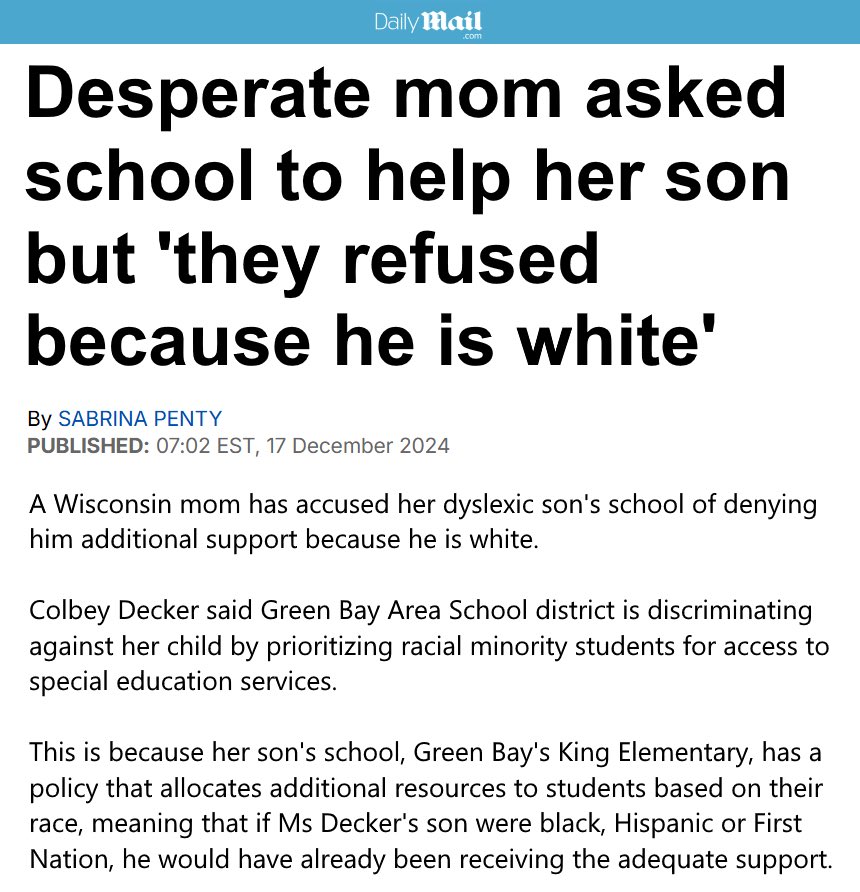 Daily Mail
.com
Desperate mom asked
school to help her son
but 'they refused
because he is white'
By SABRINA PENTY
PUBLISHED: 07:02 EST, 17 December 2024
A Wisconsin mom has accused her dyslexic son's school of denying
him additional support because he is white.
Colbey Decker said Green Bay Area School district is discriminating
against her child by prioritizing racial minority students for access to
special education services.
This is because her son's school, Green Bay's King Elementary, has a
policy that allocates additional resources to students based on their
race, meaning that if Ms Decker's son were black, Hispanic or First
Nation, he would have already been receiving the adequate support.